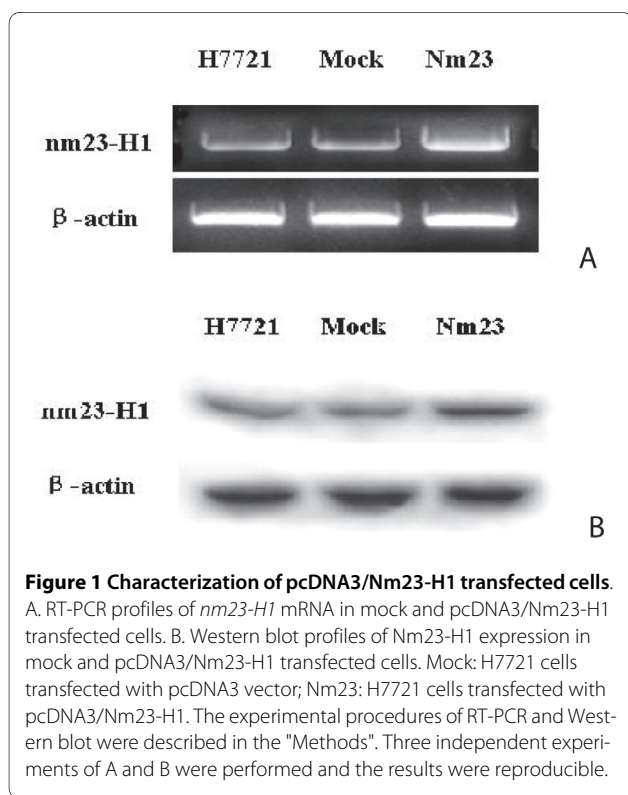 H7721 Mock Nm23
nm23-H1
β-actin
A
H7721 Mock Nm23
nm23-H1
β-actin
B
Figure 1 Characterization of pcDNA3/Nm23-H1 transfected cells.
A. RT-PCR profiles of nm23-H1 mRNA in mock and pcDNA3/Nm23-H1
transfected cells. B. Western blot profiles of Nm23-H1 expression in
mock and pcDNA3/Nm23-H1 transfected cells. Mock: H7721 cells
transfected with pcDNA3 vector; Nm23: H7721 cells transfected with
pcDNA3/Nm23-H1. The experimental procedures of RT-PCR and West-
ern blot were described in the "Methods". Three independent experi-
ments of A and B were performed and the results were reproducible.